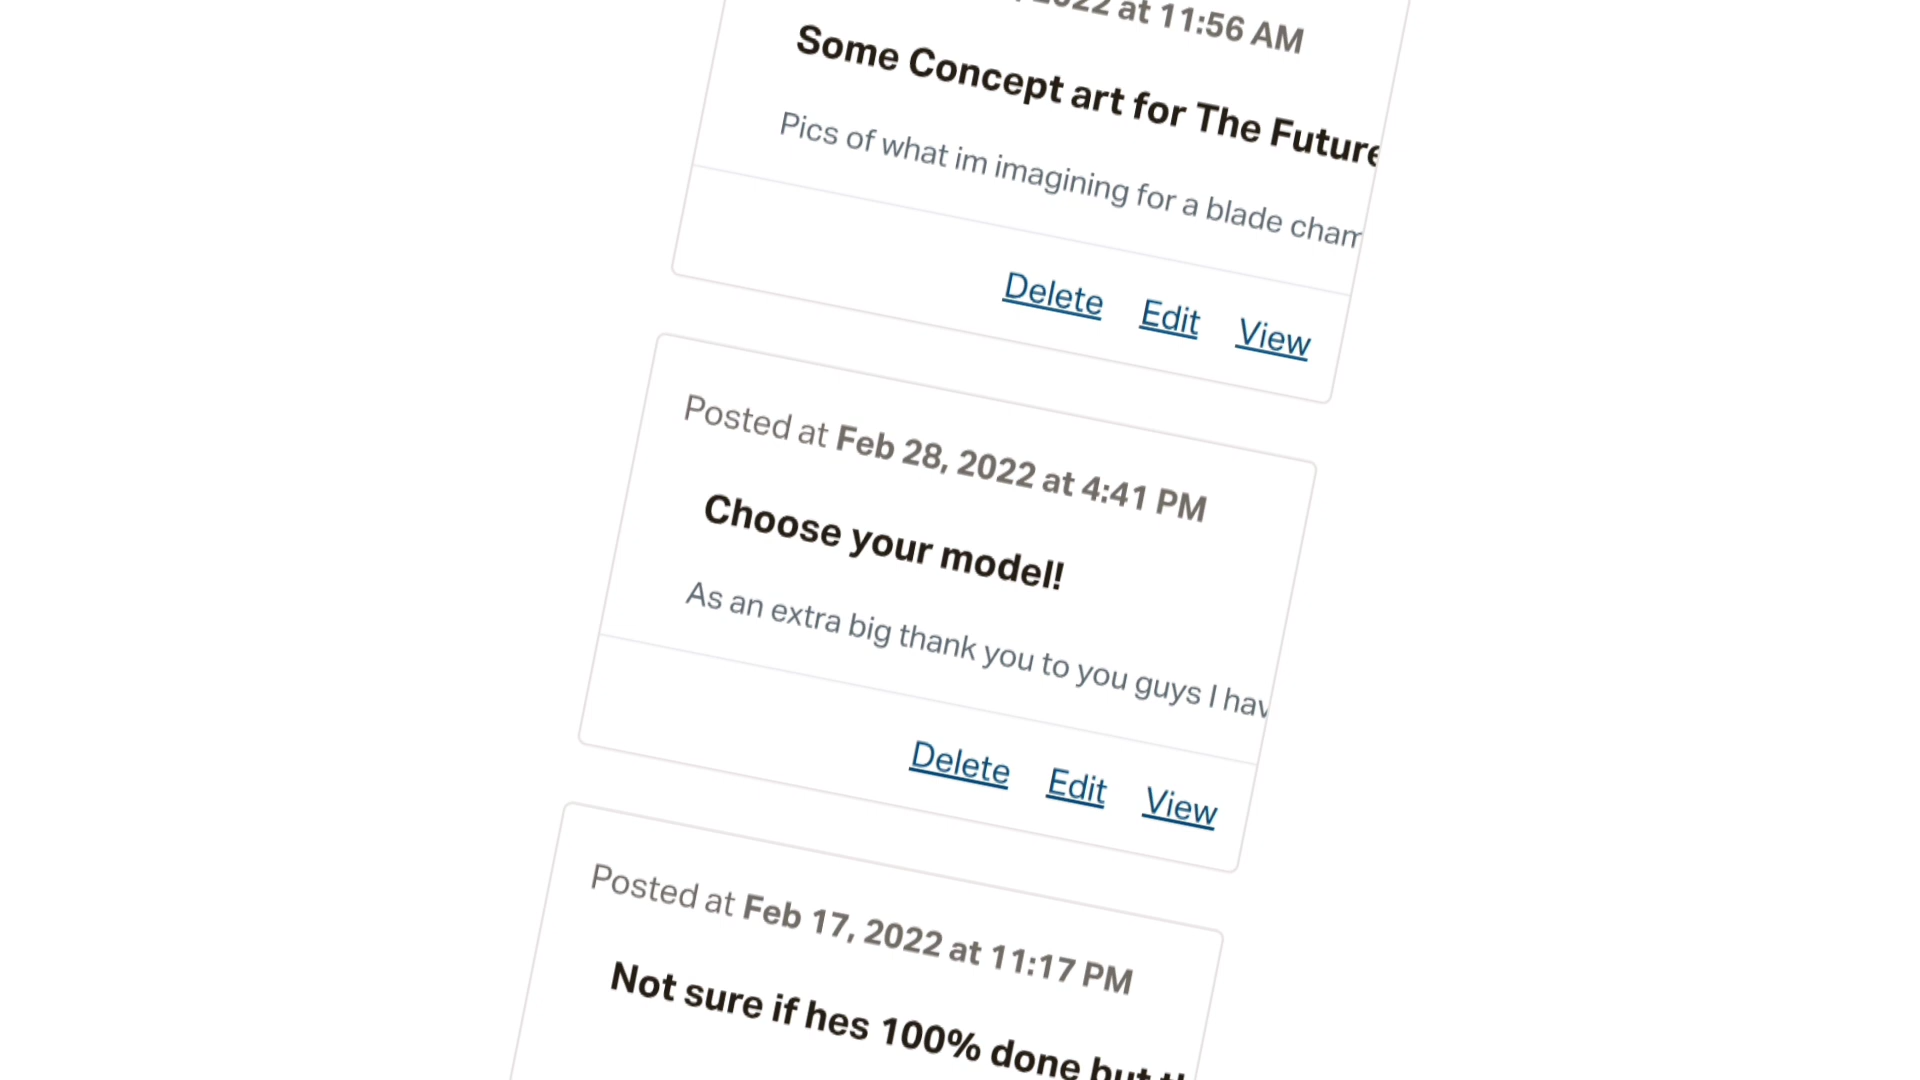 at 11:56 AM
Some Concept art for The Future
Pics of what im imagining for a blade
Delete Edit View
Posted at Feb 28, 2022 at 4:41 PM
Choose your model!
As an extra big thank you to you guys I
Delete Edit View
Posted at Feb 17, 2022 at 11:17 PM
Not sure if hes 100% done but